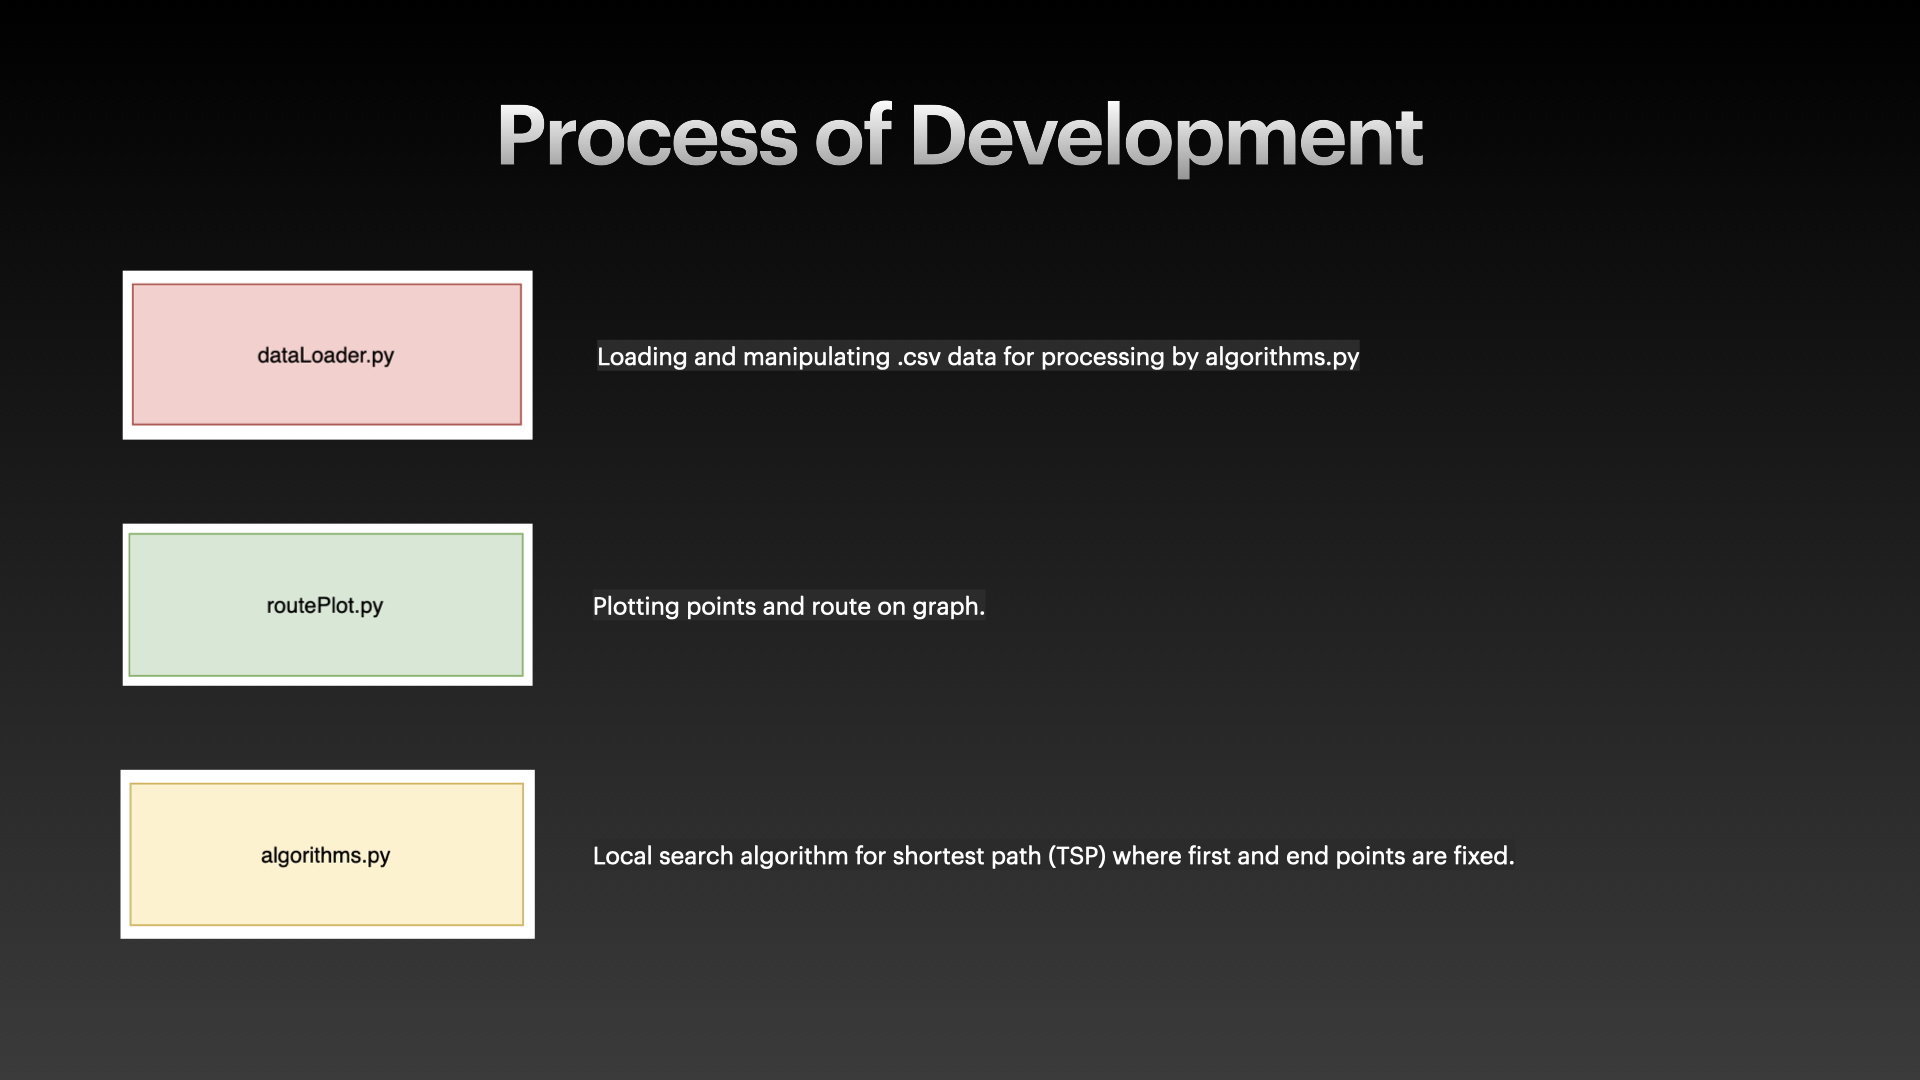 Process of Development
dataLoader.py
Loading and manipulating .csv data for processing by algorithms.py
routePlot.py
Plotting points and route on graph.
algorithms.py
Local search algorithm for shortest path (TSP) where first and end points are fixed.